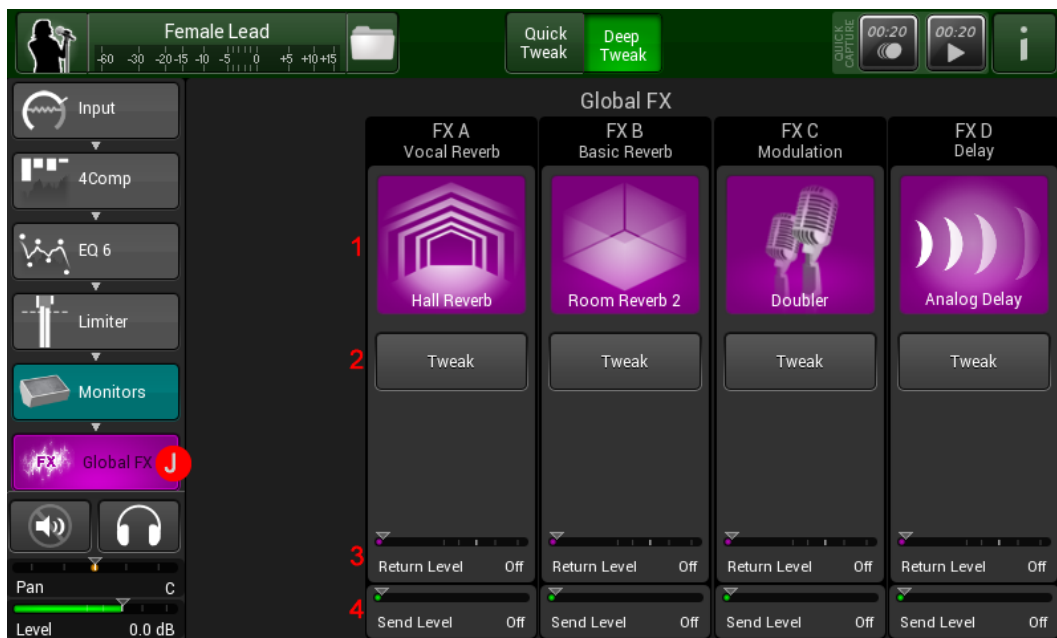 Female Lead
-60 -30 -20 -15 -10 -5 0 +5 +10 +15
Quick
Tweak
Deep
Tweak
QUICK
CAPTURE
00:20
00:20
i
Input
4Comp
EQ 6
Limiter
Monitors
FX
Global FX
J
Pan C
Level 0.0 dB
Global FX
FX A
Vocal Reverb
FX B
Basic Reverb
FX C
Modulation
FX D
Delay
1
Hall Reverb
Room Reverb 2
Doubler
Analog Delay
2
Tweak
Tweak
Tweak
Tweak
3
Return Level Off
Return Level Off
Return Level Off
Return Level Off
4
Send Level Off
Send Level Off
Send Level Off
Send Level Off